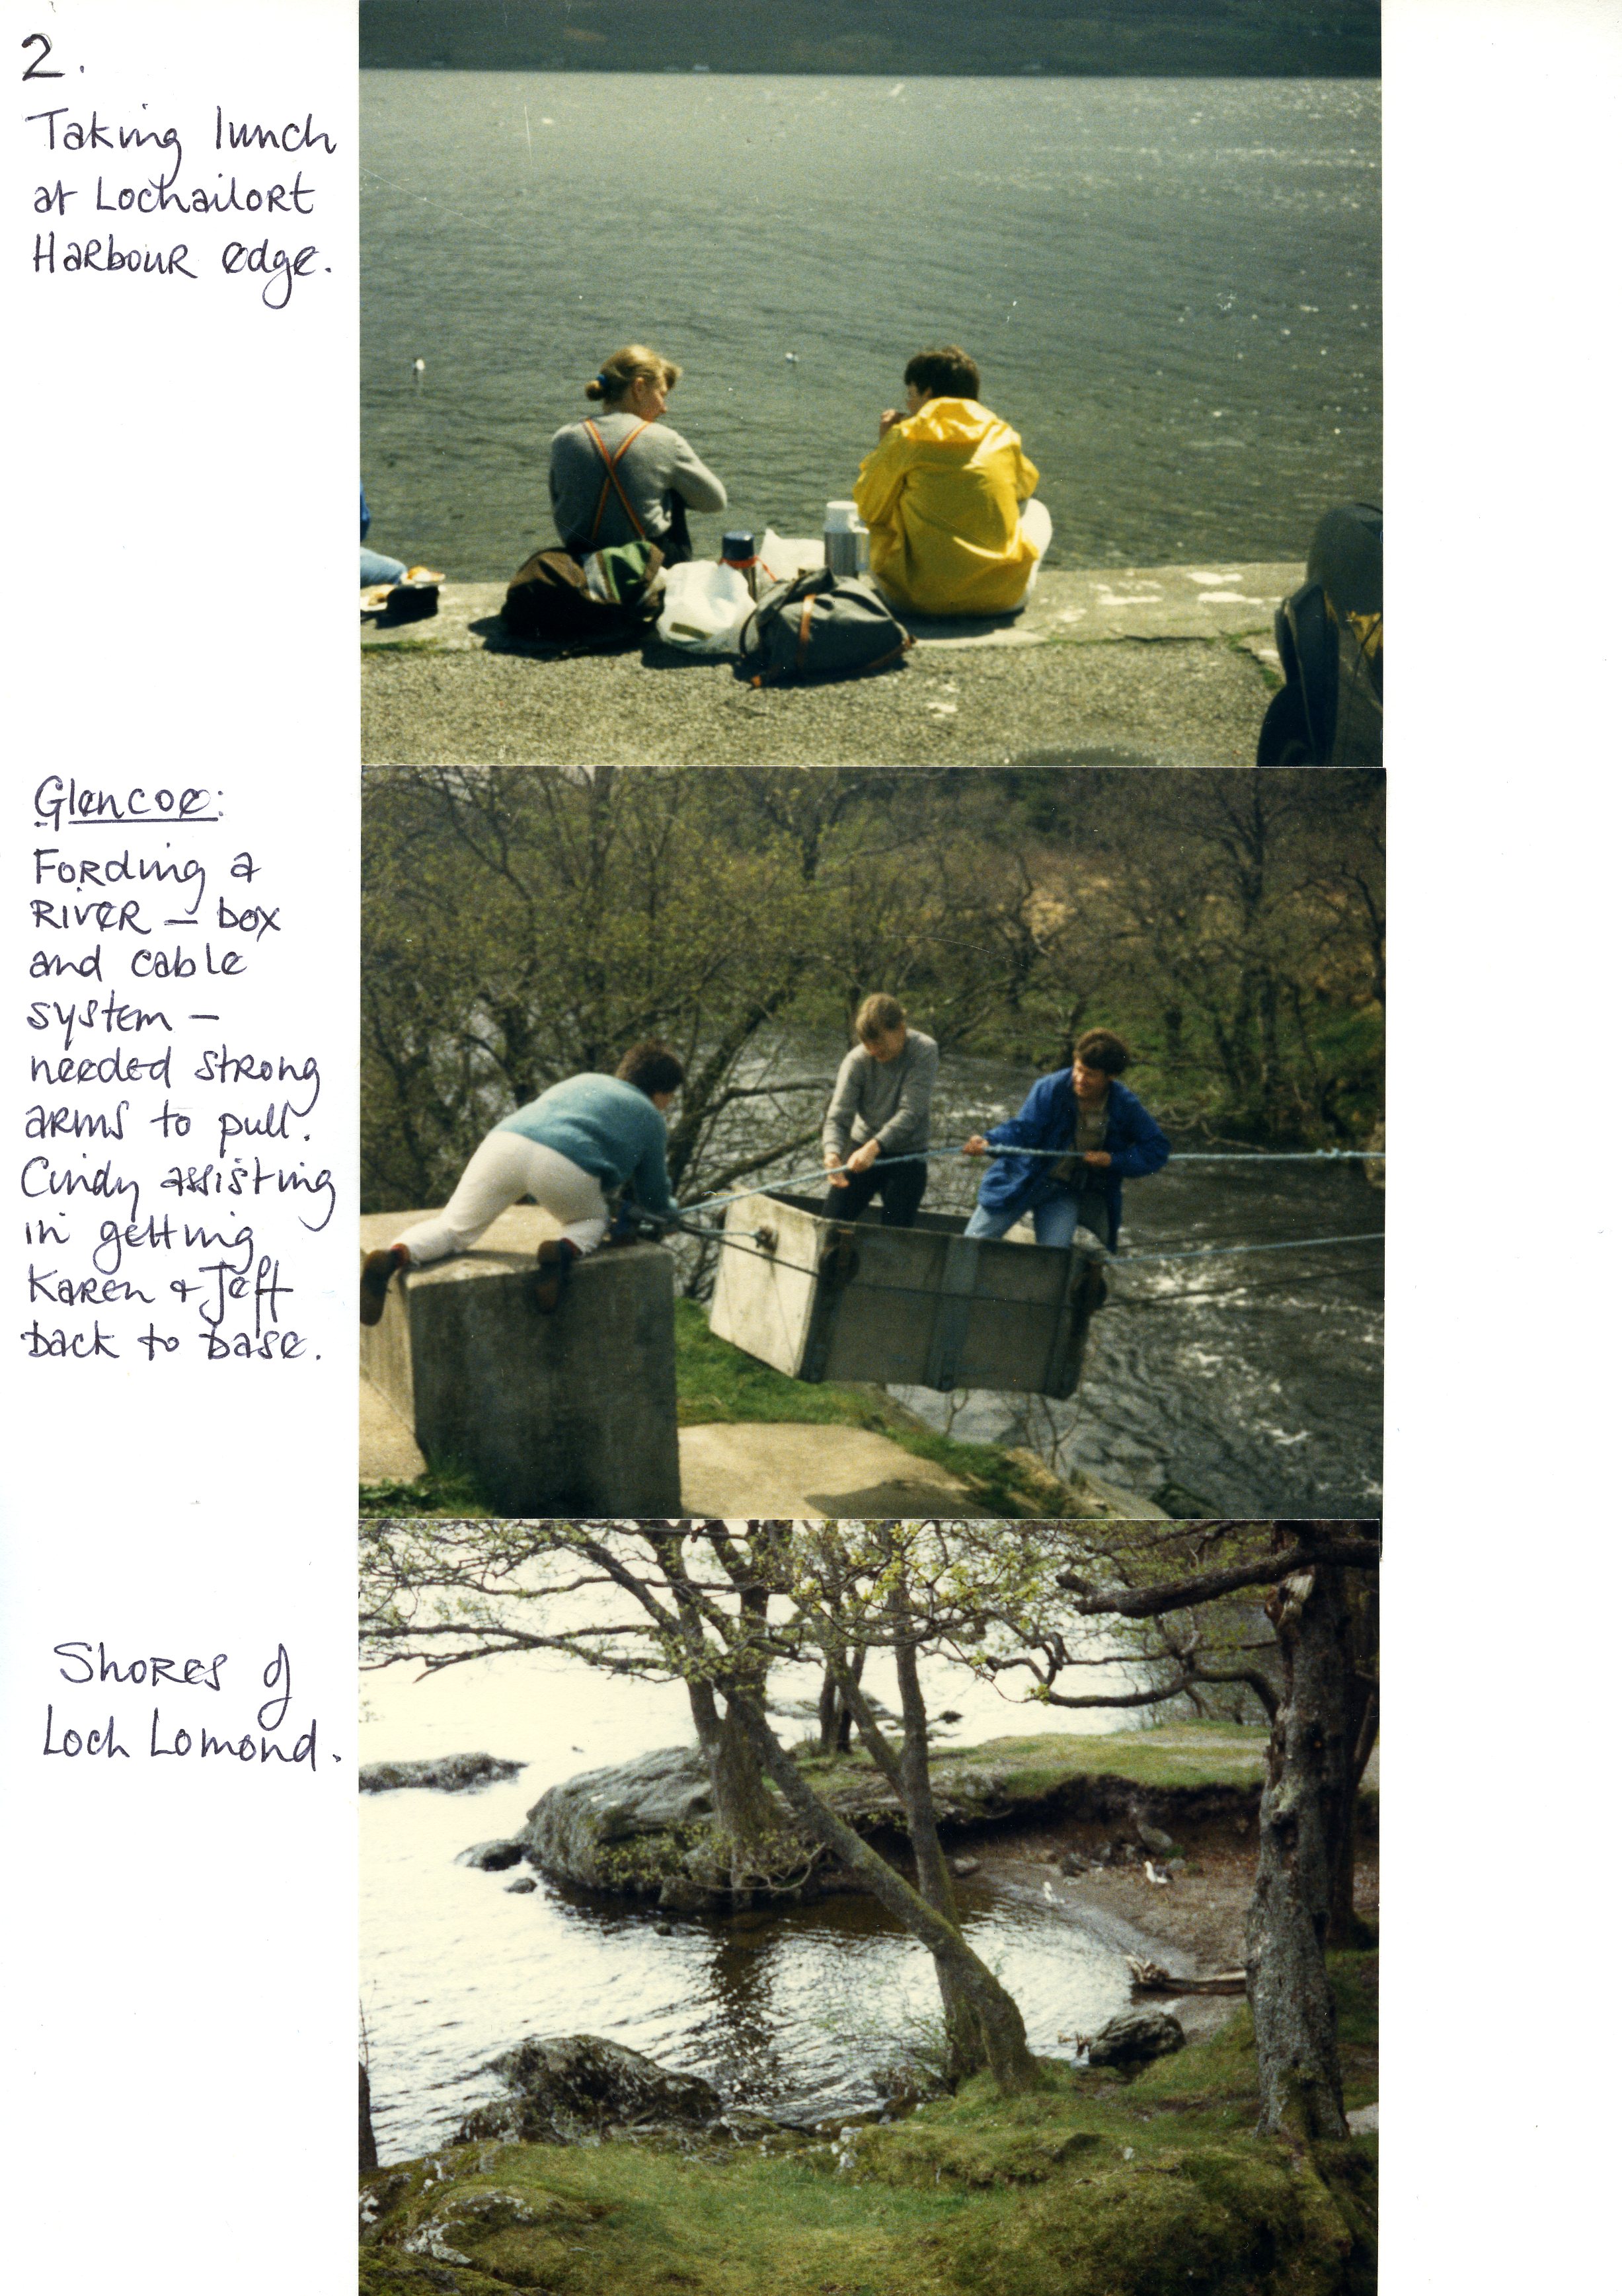 2.
Taking lunch
at Lochailort
Harbour edge.
Glencoe:
Fording a
River – box
and cable
system –
needed strong
arms to pull.
Cindy assisting
in getting
Karen + Jeff
back to base.
Shores of
Loch Lomond.